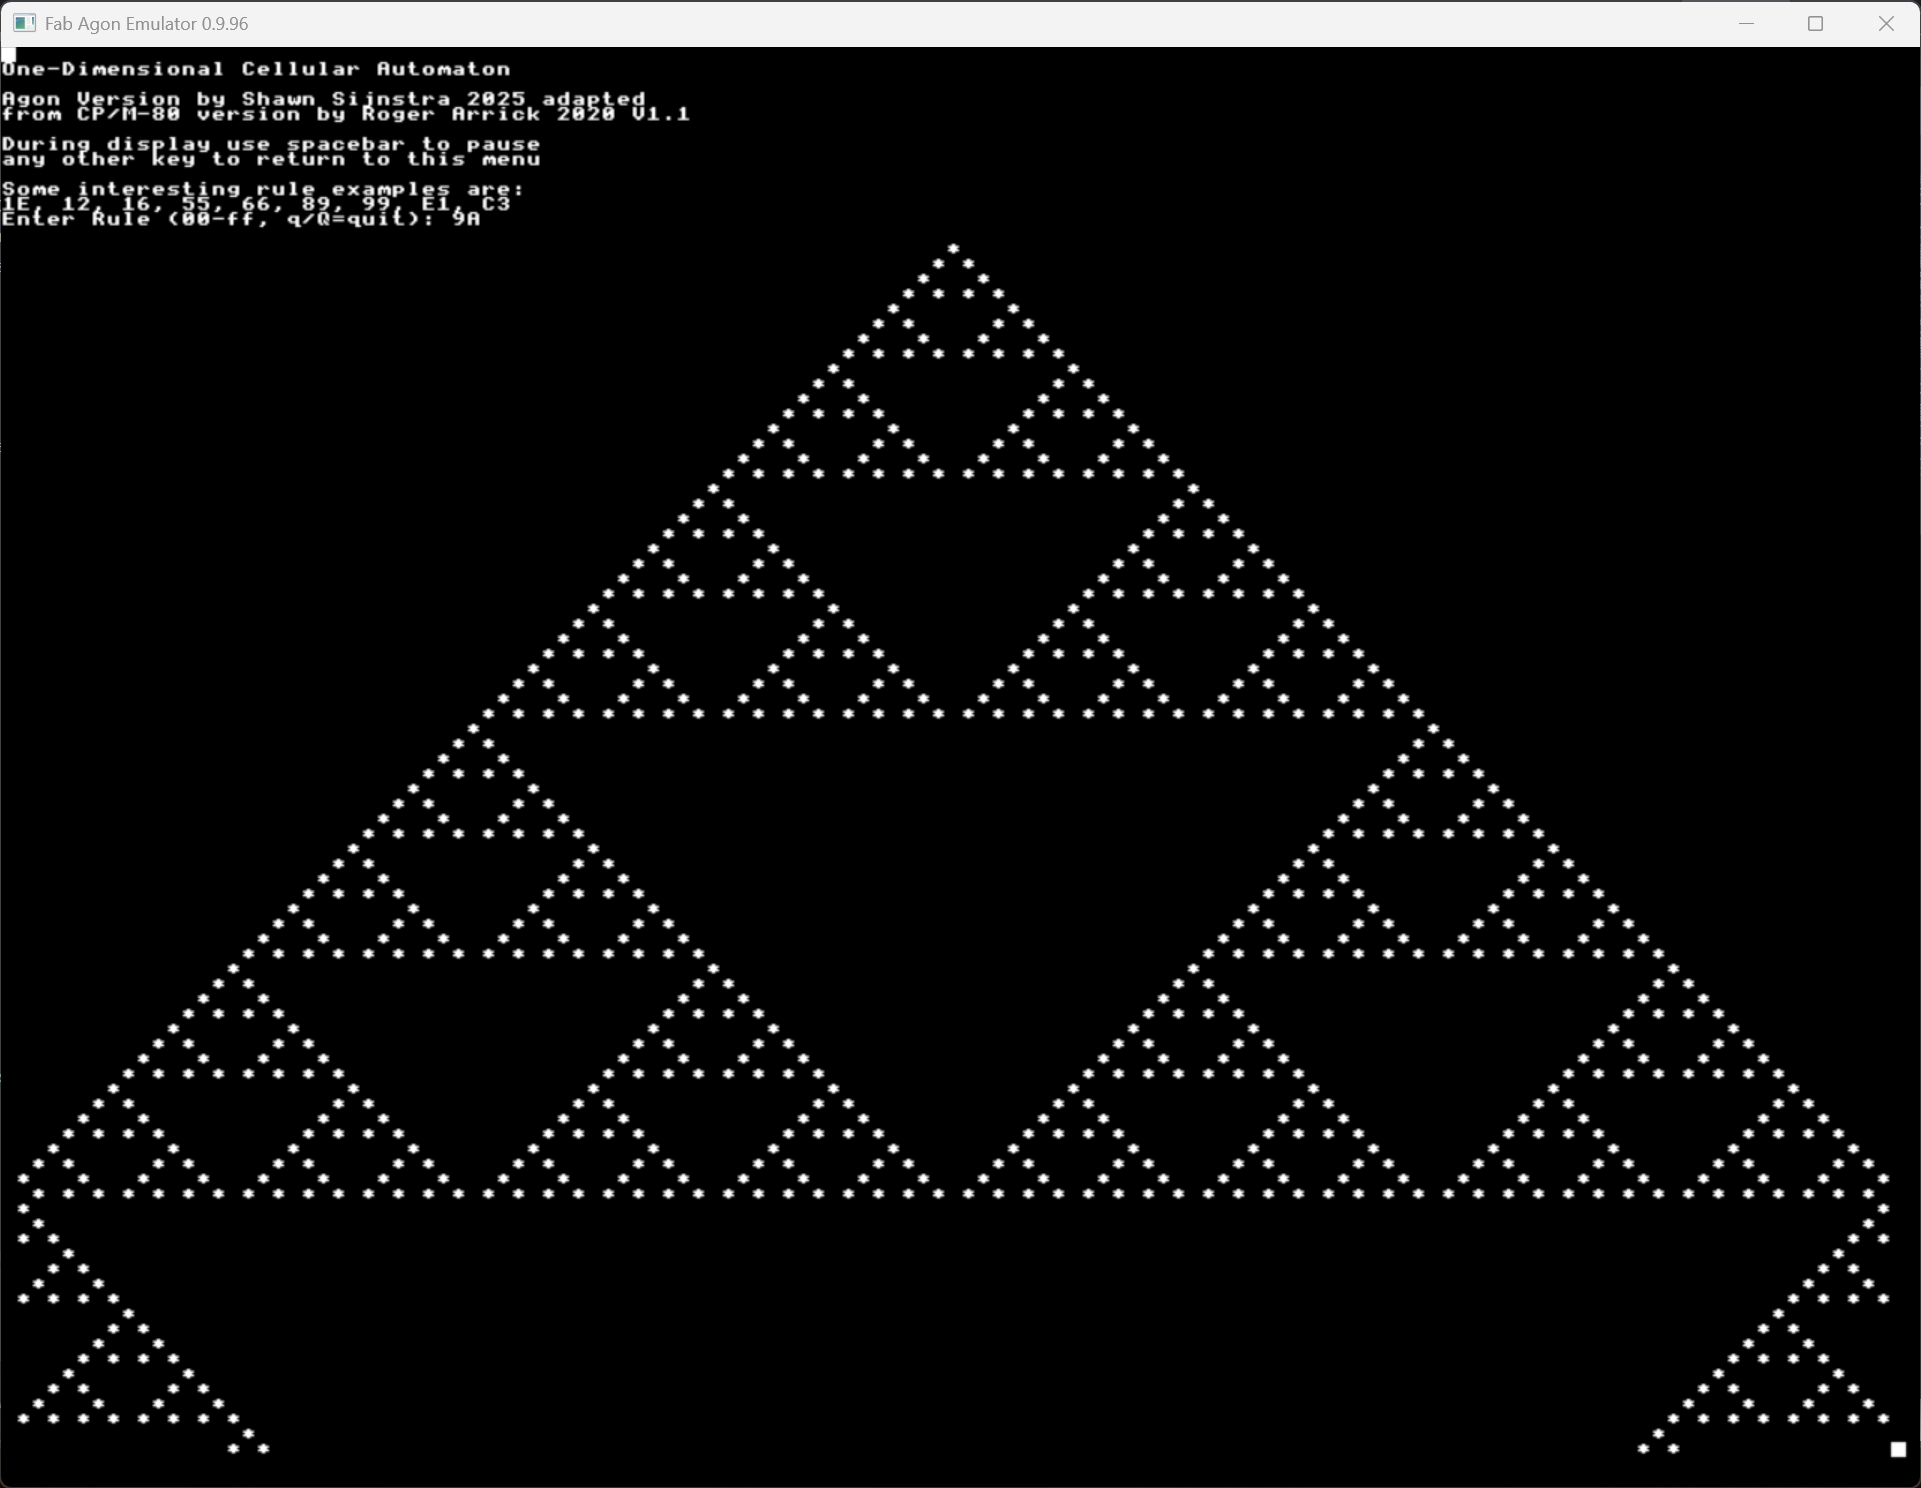 Fab Agon Emulator 0.9.96
One-Dimensional Cellular Automaton
Agon Version by Shawn Sijnstra 2025 adapted
from CP/M-80 version by Roger Arrick 2020 V1.1
During display use spacebar to pause
any other key to return to this menu
Some interesting rule examples are:
1E, 12, 16, 55, 66, 89, 99, E1, C3
Enter Rule (00-ff, q/Q=quit): 9A